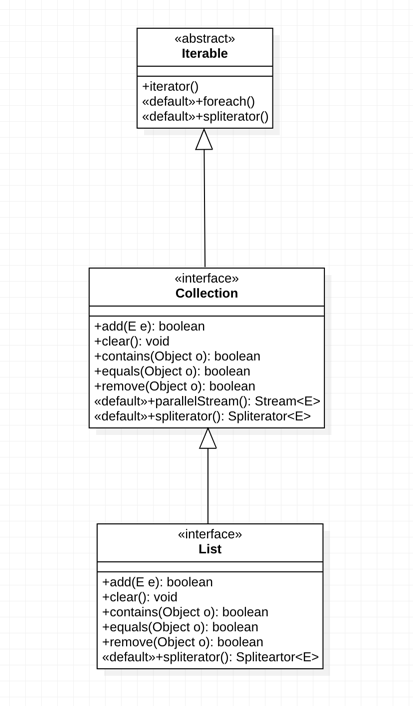 «abstract»
Iterable
+iterator()
«default»+foreach()
«default»+spliterator()
«interface»
Collection
+add(E e): boolean
+clear(): void
+contains(Object o): boolean
+equals(Object o): boolean
+remove(Object o): boolean
«default»+parallelStream(): Stream<E>
«default»+spliterator(): Spliterator<E>
«interface»
List
+add(E e): boolean
+clear(): void
+contains(Object o): boolean
+equals(Object o): boolean
+remove(Object o): boolean
«default»+spliterator(): Spliteartor<E>